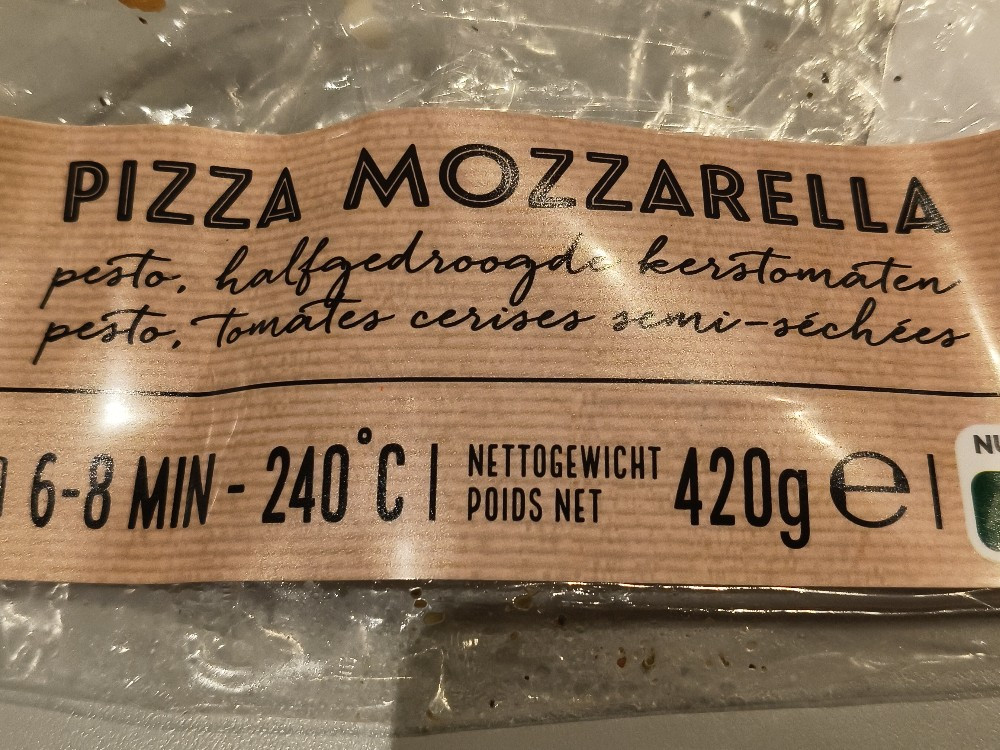 PIZZA MOZZARELLA
pesto, halfgedroogde kerstomaten
pesto, tomates cerises semi-séchées
6-8 MIN - 240°C | NETTOGEWICHT
POIDS NET
420g e |